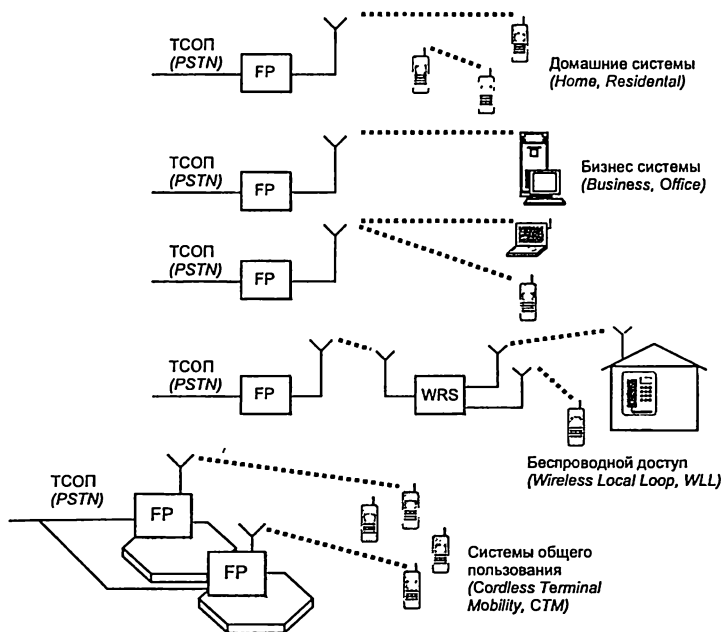 ТСОП
(PSTN)
FP
Домашние системы
(Home, Residental)
ТСОП
(PSTN)
FP
Бизнес системы
(Business, Office)
ТСОП
(PSTN)
FP
ТСОП
(PSTN)
FP
WRS
Беспроводной доступ
(Wireless Local Loop, WLL)
ТСОП
(PSTN)
FP
FP
Системы общего
пользования
(Cordless Terminal
Mobility, CTM)